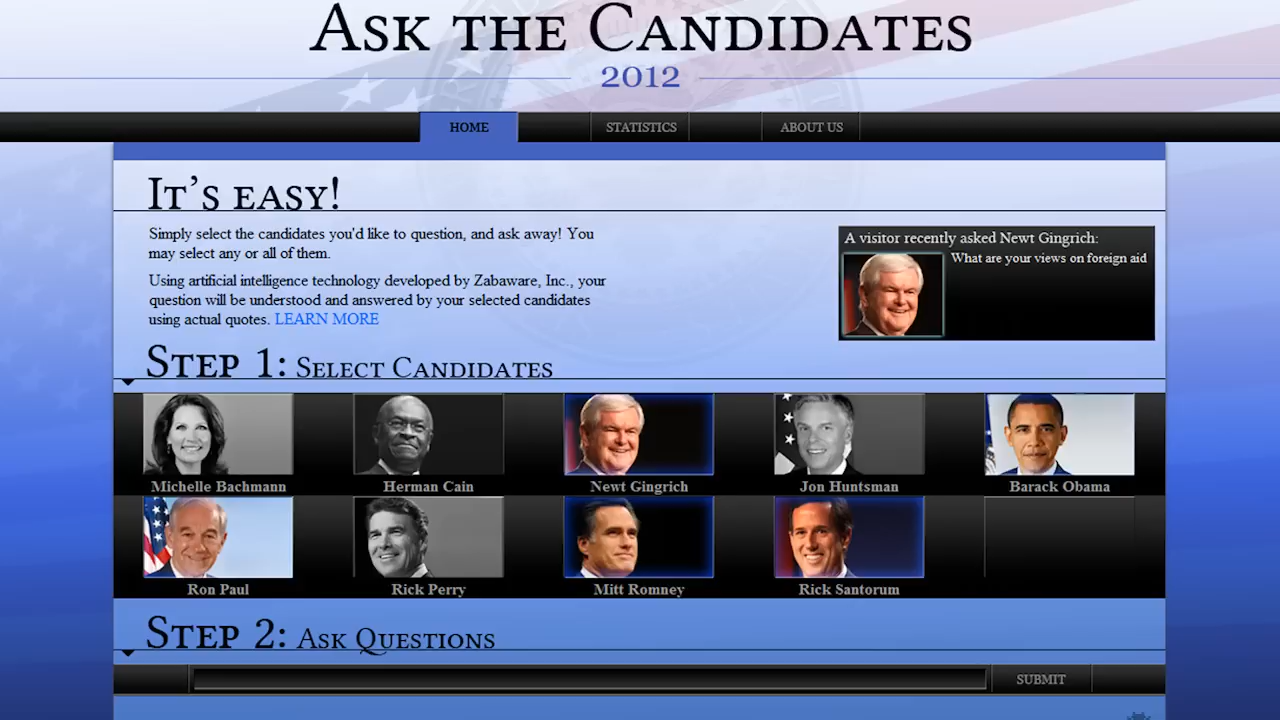 Ask the Candidates
2012
HOME STATISTICS ABOUT US
It's easy!
Simply select the candidates you'd like to question, and ask away! You
may select any or all of them.
Using artificial intelligence technology developed by Zabaware, Inc., your
question will be understood and answered by your selected candidates
using actual quotes. LEARN MORE
A visitor recently asked Newt Gingrich:
What are your views on foreign aid
Step 1: Select Candidates
Michelle Bachmann Herman Cain Newt Gingrich Jon Huntsman Barack Obama
Ron Paul Rick Perry Mitt Romney Rick Santorum
Step 2: Ask Questions
SUBMIT